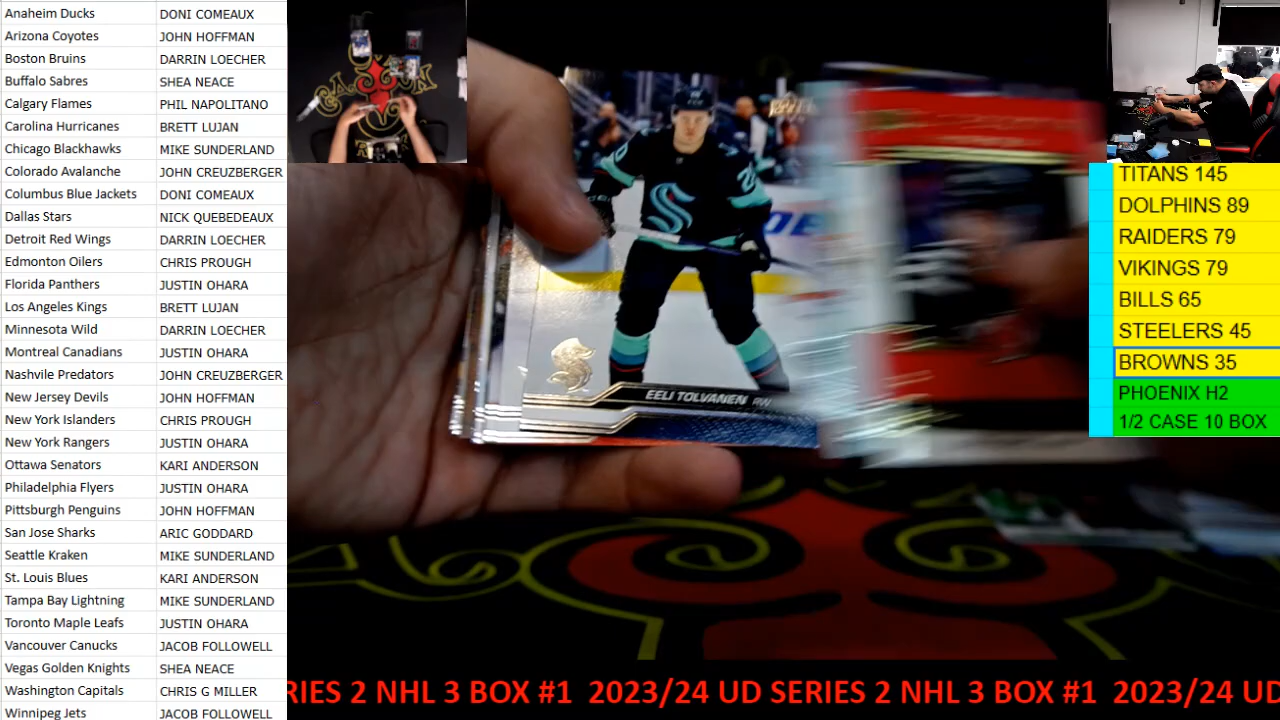 Anaheim Ducks DONI COMEAUX
Arizona Coyotes JOHN HOFFMAN
Boston Bruins DARRIN LOECHER
Buffalo Sabres SHEA NEACE
Calgary Flames PHIL NAPOLITANO
Carolina Hurricanes BRETT LUJAN
Chicago Blackhawks MIKE SUNDERLAND
Colorado Avalanche JOHN CREUZBERGER
Columbus Blue Jackets DONI COMEAUX
Dallas Stars NICK QUEBEDEAUX
Detroit Red Wings DARRIN LOECHER
Edmonton Oilers CHRIS PROUGH
Florida Panthers JUSTIN OHARA
Los Angeles Kings BRETT LUJAN
Minnesota Wild DARRIN LOECHER
Montreal Canadians JUSTIN OHARA
Nashvile Predators JOHN CREUZBERGER
New Jersey Devils JOHN HOFFMAN
New York Islanders CHRIS PROUGH
New York Rangers JUSTIN OHARA
Ottawa Senators KARI ANDERSON
Philadelphia Flyers JUSTIN OHARA
Pittsburgh Penguins JOHN HOFFMAN
San Jose Sharks ARIC GODDARD
Seattle Kraken MIKE SUNDERLAND
St. Louis Blues KARI ANDERSON
Tampa Bay Lightning MIKE SUNDERLAND
Toronto Maple Leafs JUSTIN OHARA
Vancouver Canucks JACOB FOLLOWELL
Vegas Golden Knights SHEA NEACE
Washington Capitals CHRIS G MILLER
Winnipeg Jets JACOB FOLLOWELL
EELI TOLVANEN RW
TITANS 145
DOLPHINS 89
RAIDERS 79
VIKINGS 79
BILLS 65
STEELERS 45
BROWNS 35
PHOENIX H2
1/2 CASE 10 BOX
RIES 2 NHL 3 BOX #1 2023/24 UD SERIES 2 NHL 3 BOX #1 2023/24 UD